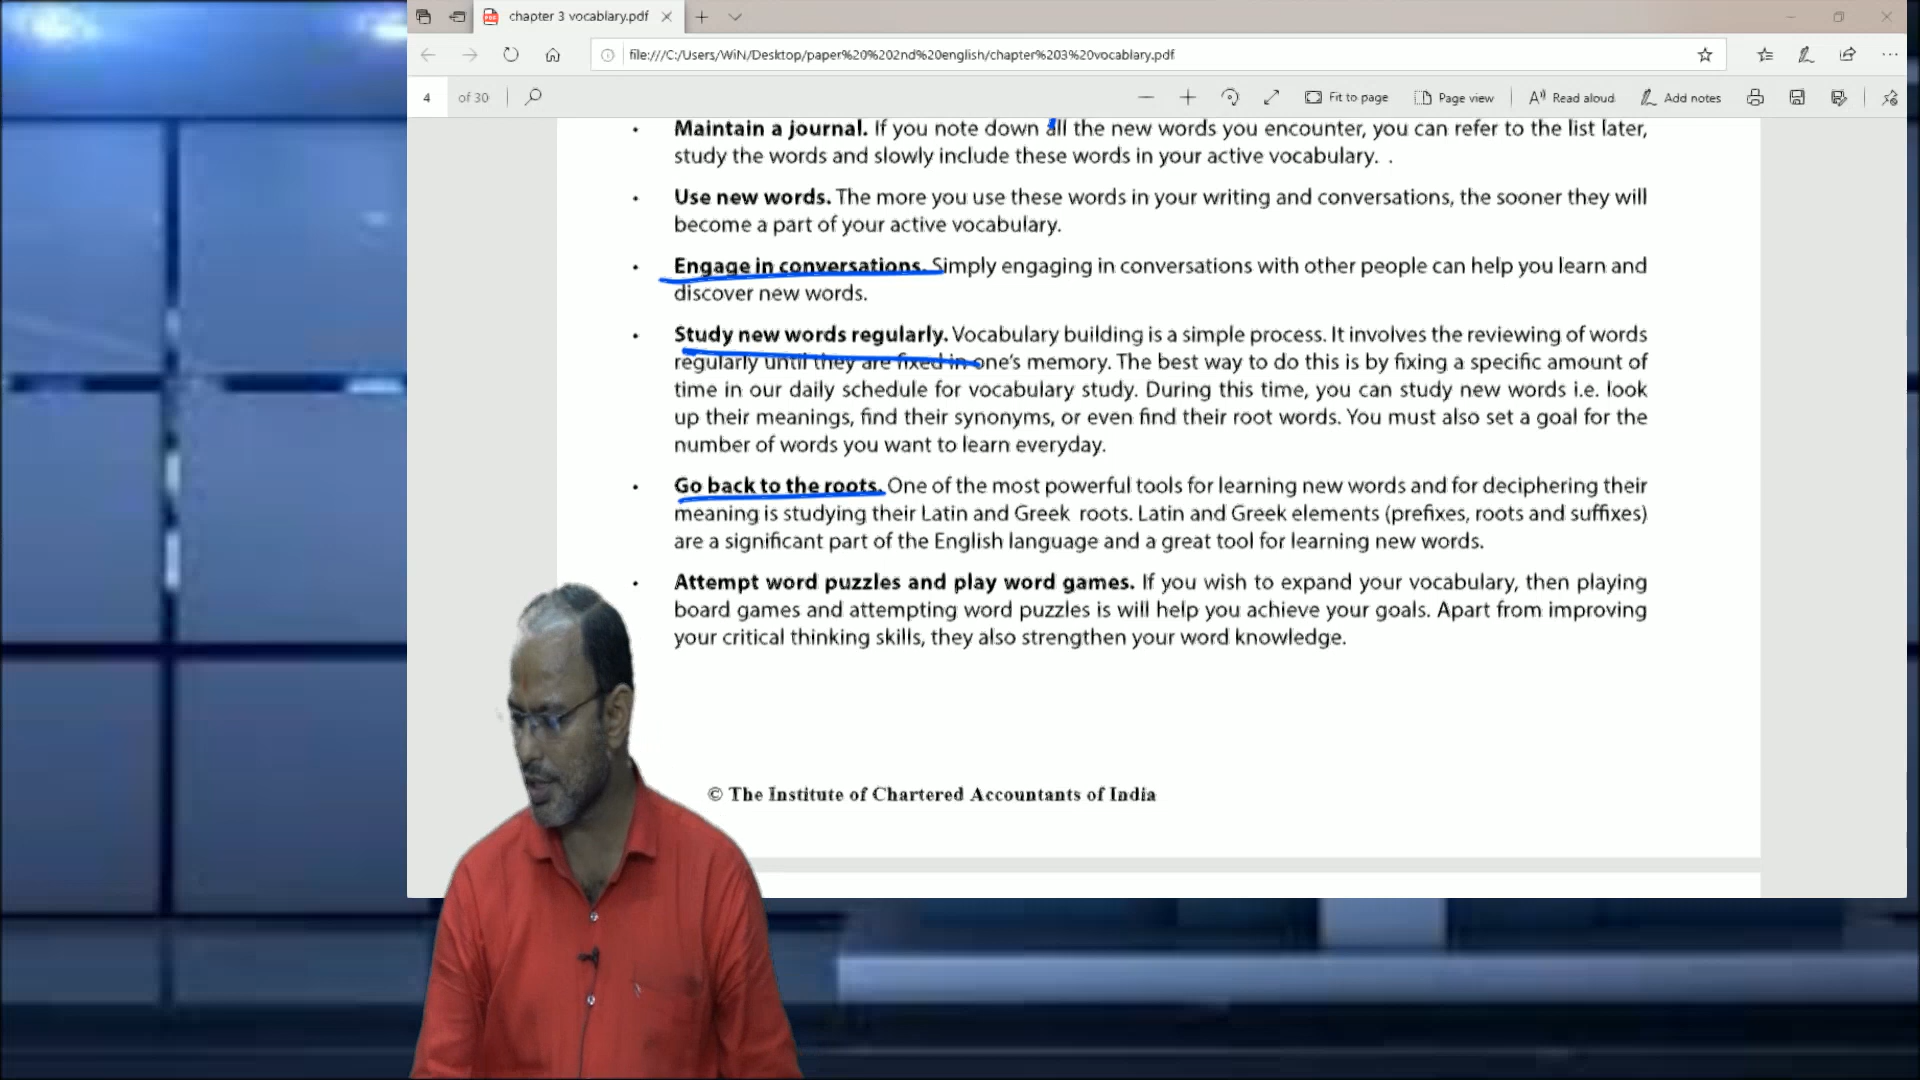 chapter 3 vocablary.pdf
file:///C:/Users/WiN/Desktop/paper%20%202nd%20english/chapter%203%20vocablary.pdf
4 of 30
Fit to page
Page view
Read aloud
Add notes
• Maintain a journal. If you note down all the new words you encounter, you can refer to the list later,
study the words and slowly include these words in your active vocabulary. .
• Use new words. The more you use these words in your writing and conversations, the sooner they will
become a part of your active vocabulary.
• Engage in conversations. Simply engaging in conversations with other people can help you learn and
discover new words.
• Study new words regularly. Vocabulary building is a simple process. It involves the reviewing of words
regularly until they are fixed in one's memory. The best way to do this is by fixing a specific amount of
time in our daily schedule for vocabulary study. During this time, you can study new words i.e. look
up their meanings, find their synonyms, or even find their root words. You must also set a goal for the
number of words you want to learn everyday.
• Go back to the roots. One of the most powerful tools for learning new words and for deciphering their
meaning is studying their Latin and Greek roots. Latin and Greek elements (prefixes, roots and suffixes)
are a significant part of the English language and a great tool for learning new words.
• Attempt word puzzles and play word games. If you wish to expand your vocabulary, then playing
board games and attempting word puzzles is will help you achieve your goals. Apart from improving
your critical thinking skills, they also strengthen your word knowledge.
© The Institute of Chartered Accountants of India